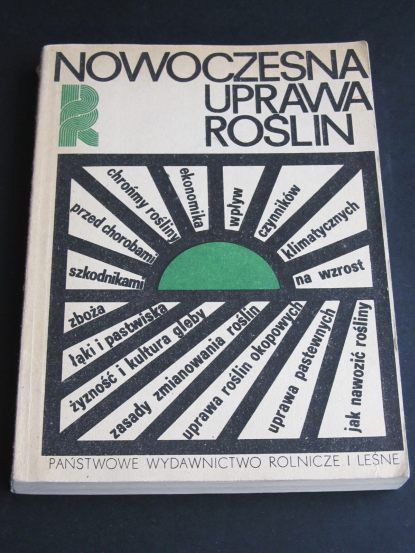 NOWOCZESNA
UPRAWA
ROŚLIN
szkodnikami
przed chorobami
chrońmy rośliny
ekonomika
wpływ
czynników
klimatycznych
na wzrost
zboża
łąki i pastwiska
żyzność i kultura gleby
zasady zmianowania roślin
uprawa roślin okopowych
uprawa pastewnych
jak nawozić rośliny
PAŃSTWOWE WYDAWNICTWO ROLNICZE I LEŚNE